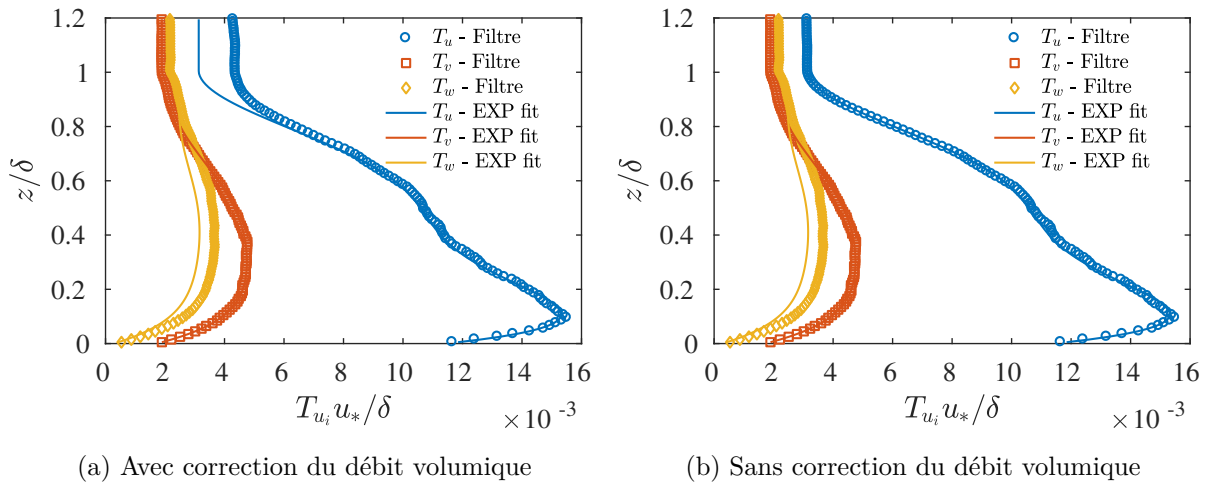 1.2
1
0.8
0.6
0.4
0.2
0
z/δ
T_u - Filtre
T_v - Filtre
T_w - Filtre
T_u - EXP fit
T_v - EXP fit
T_w - EXP fit
0 2 4 6 8 10 12 14 16
T_{u_i} u_*/δ
×10^{-3}
(a) Avec correction du débit volumique
1.2
1
0.8
0.6
0.4
0.2
0
z/δ
T_u - Filtre
T_v - Filtre
T_w - Filtre
T_u - EXP fit
T_v - EXP fit
T_w - EXP fit
0 2 4 6 8 10 12 14 16
T_{u_i} u_*/δ
×10^{-3}
(b) Sans correction du débit volumique